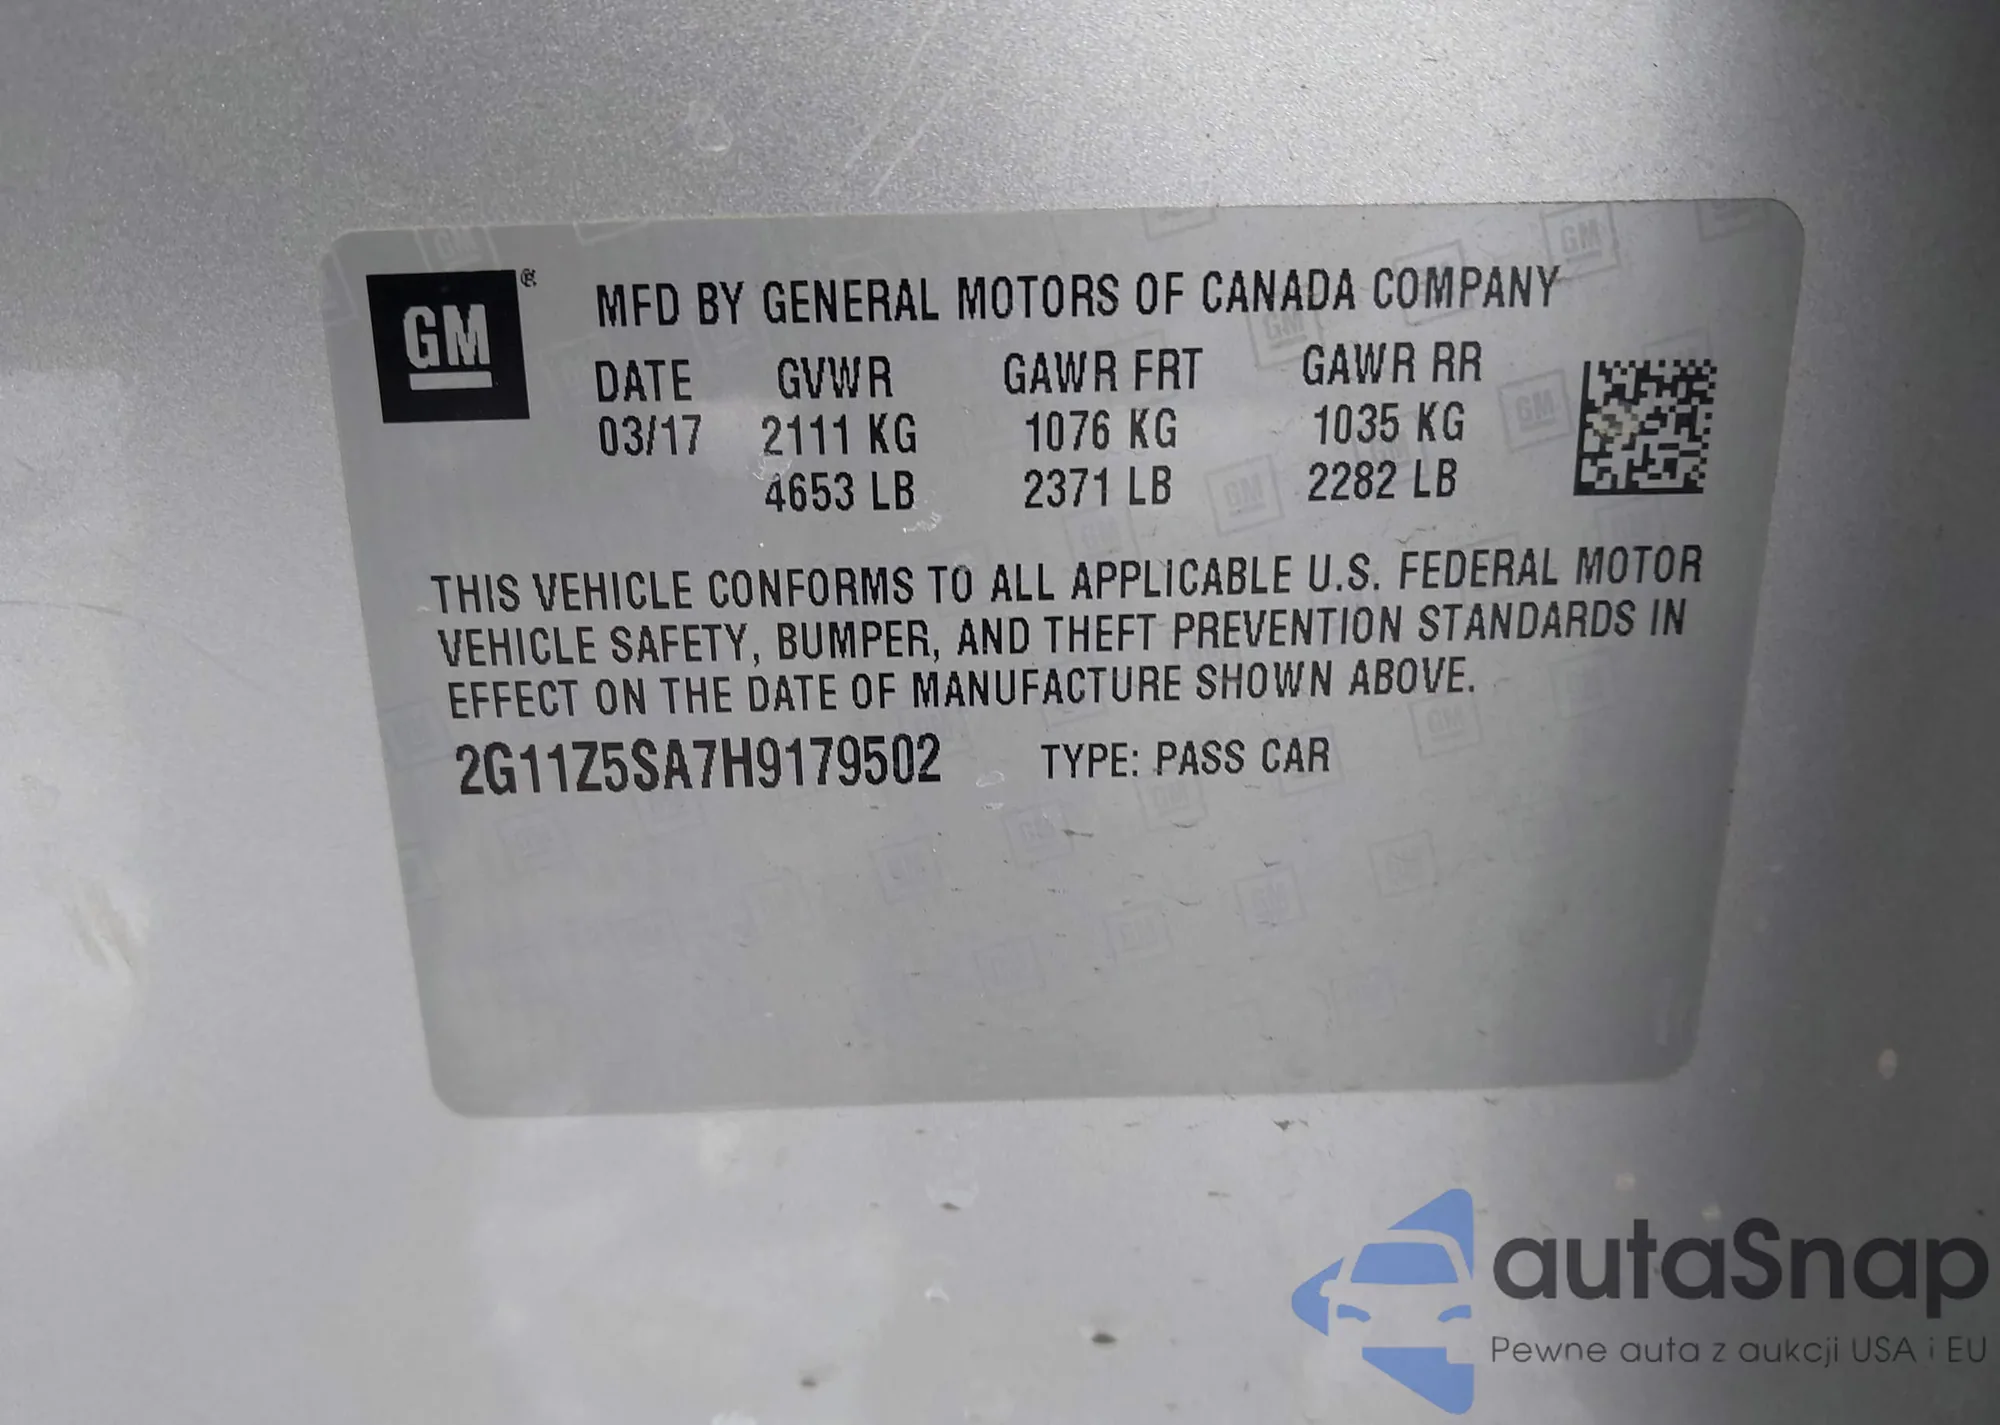 GM ®
MFD BY GENERAL MOTORS OF CANADA COMPANY
DATE GVWR GAWR FRT GAWR RR
03/17 2111 KG 1076 KG 1035 KG
4653 LB 2371 LB 2282 LB
THIS VEHICLE CONFORMS TO ALL APPLICABLE U.S. FEDERAL MOTOR
VEHICLE SAFETY, BUMPER, AND THEFT PREVENTION STANDARDS IN
EFFECT ON THE DATE OF MANUFACTURE SHOWN ABOVE.
2G11Z5SA7H9179502 TYPE: PASS CAR
autaSnap
Pewne auta z aukcji USA i EU